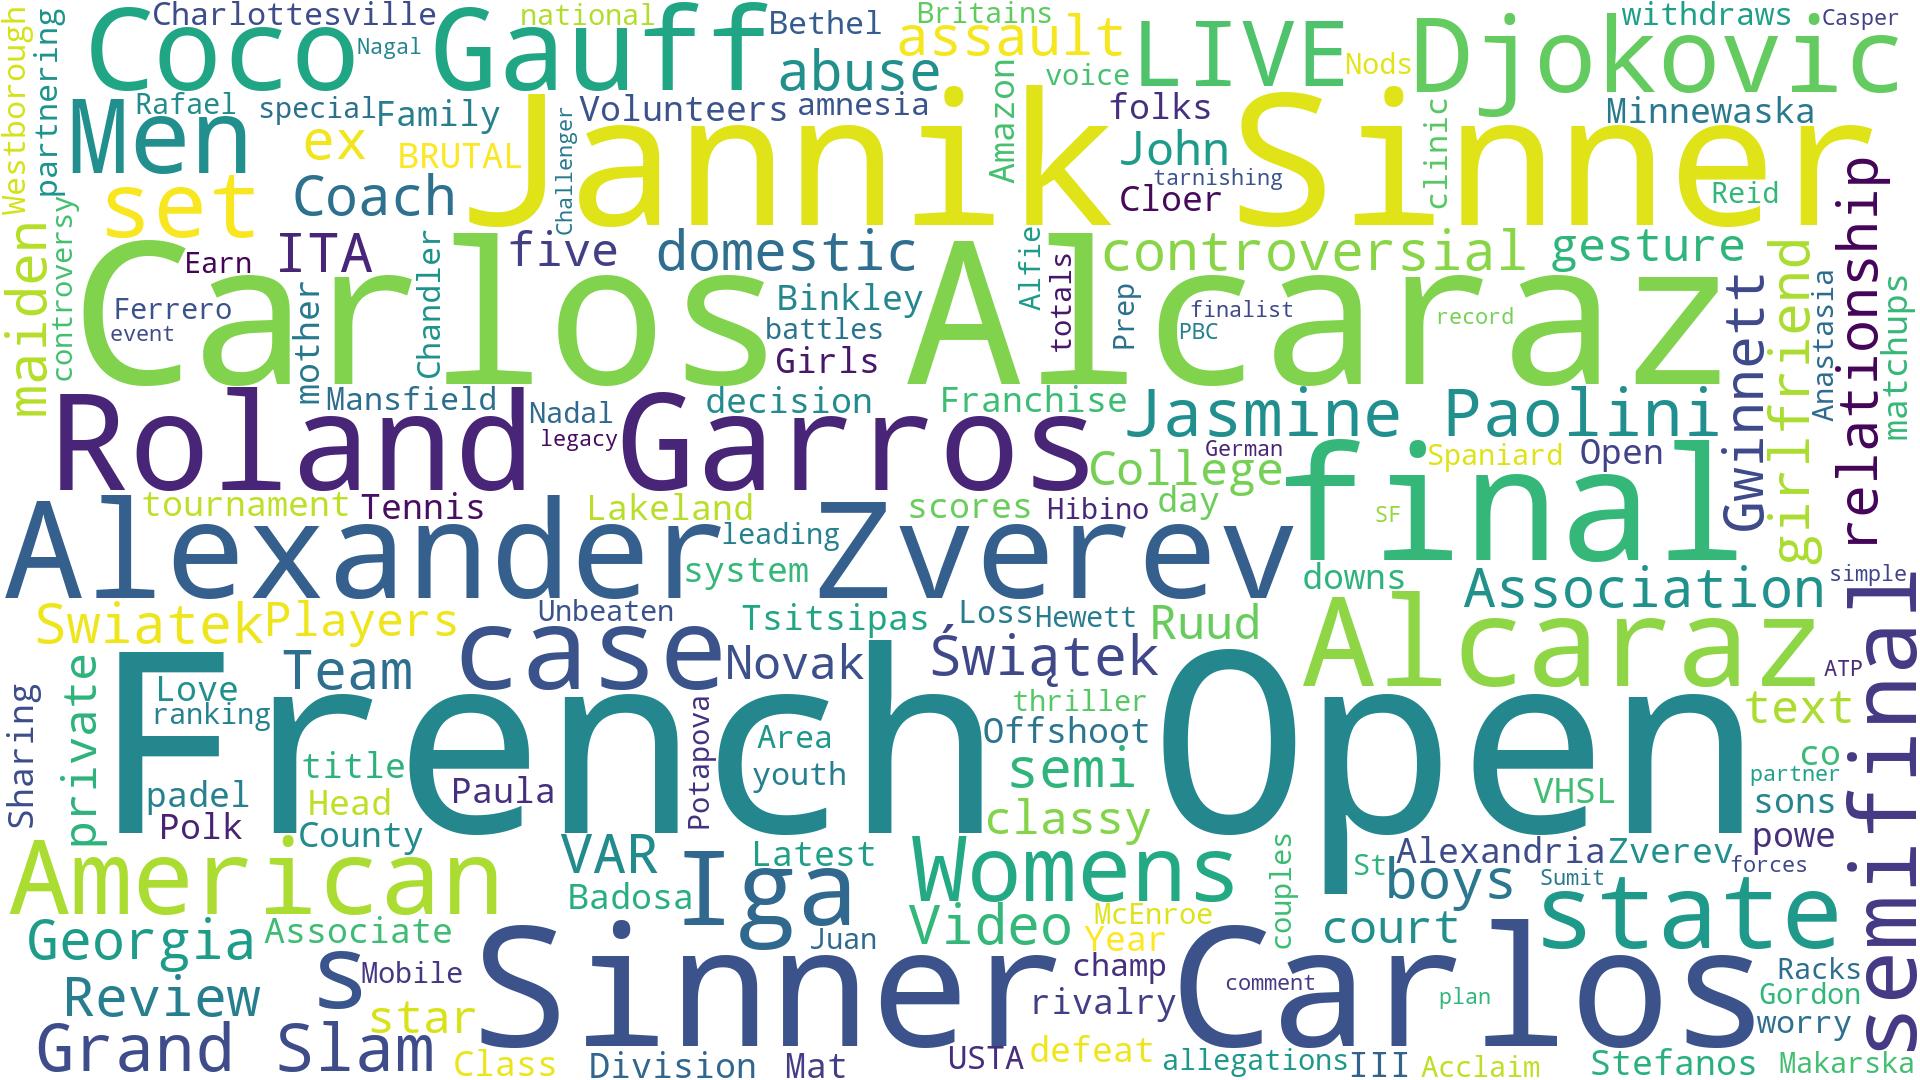 Charlottesville
national
Bethel
Britains
withdraws
Casper
Westborough
partnering
Coco Gauff
Nagal
abuse
assault
voice
LIVE
Nods
Djokovic
Men
Rafael
special
Family
Volunteers
amnesia
Amazon
folks
Minnewaska
ex
BRUTAL
Challenger
Jannik Sinner
John
tarnishing
clinic
Cloer
Reid
set
Coach
relationship
maiden
controversy
Earn
ITA
Chandler
five
domestic
Alfie
totals
controversial
gesture
Gwinnett
girlfriend
Anastasia
matchups
Ferrero
event
mother
Carlos Alcaraz
Binkley
battles
Girls
Prep
finalist
PBC
record
Mansfield
Nadal
legacy
decision
Franchise
Jasmine Paolini
Roland Garros
German
College
Spaniard
Open
final
tournament
Tennis
Lakeland
scores
Hibino
day
SF
Alexander Zverev
leading
system
downs
Association
simple
semifinal
Swiatek
Players
Unbeaten
case
Tsitsipas
Loss
Hewett
Ruud
Alcaraz
Team
Novak
Świątek
ATP
private
Sharing
Love
ranking
French Open
Potapova
thriller
Offshoot
text
Area
youth
title
Head
County
padel
Polk
Paula
semi
classy
VHSL
co
partner
sons
powe
American
VAR
Badosa
Iga
Latest
Womens
couples
St
Alexandria
Zverev
forces
boys
Sumit
state
Georgia
Associate
Juan
Video
McEnroe
Year
court
s
Mobile
Review
star
Sinner Carlos
champ
rivalry
comment
plan
Racks
Gordon
worry
Grand Slam
Class
Division
Mat
USTA
defeat
allegations
III
Acclaim
Stefanos
Makarska